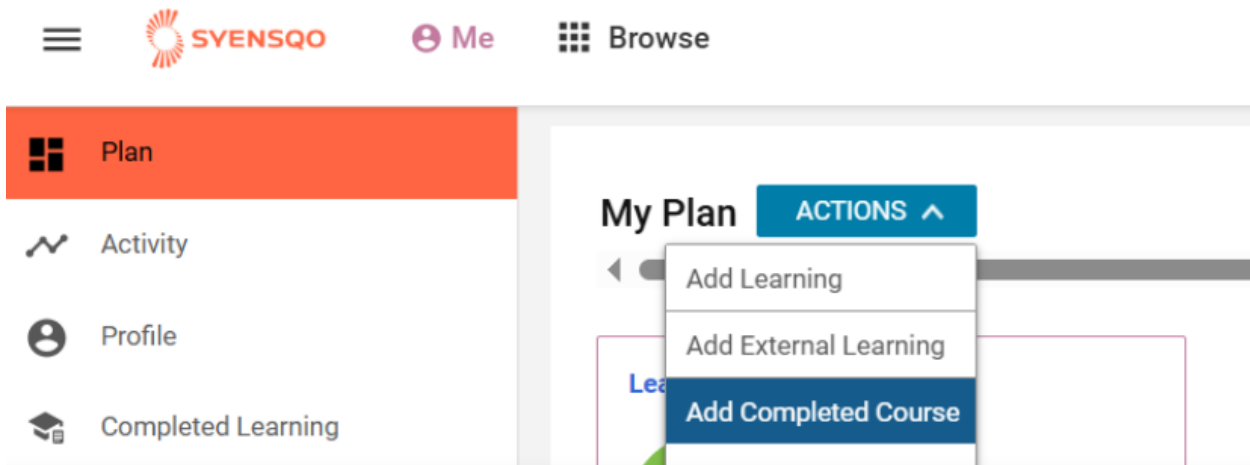 SYENSQO Me Browse
Plan
My Plan ACTIONS
Activity
Add Learning
Profile
Add External Learning
Add Completed Course
Completed Learning